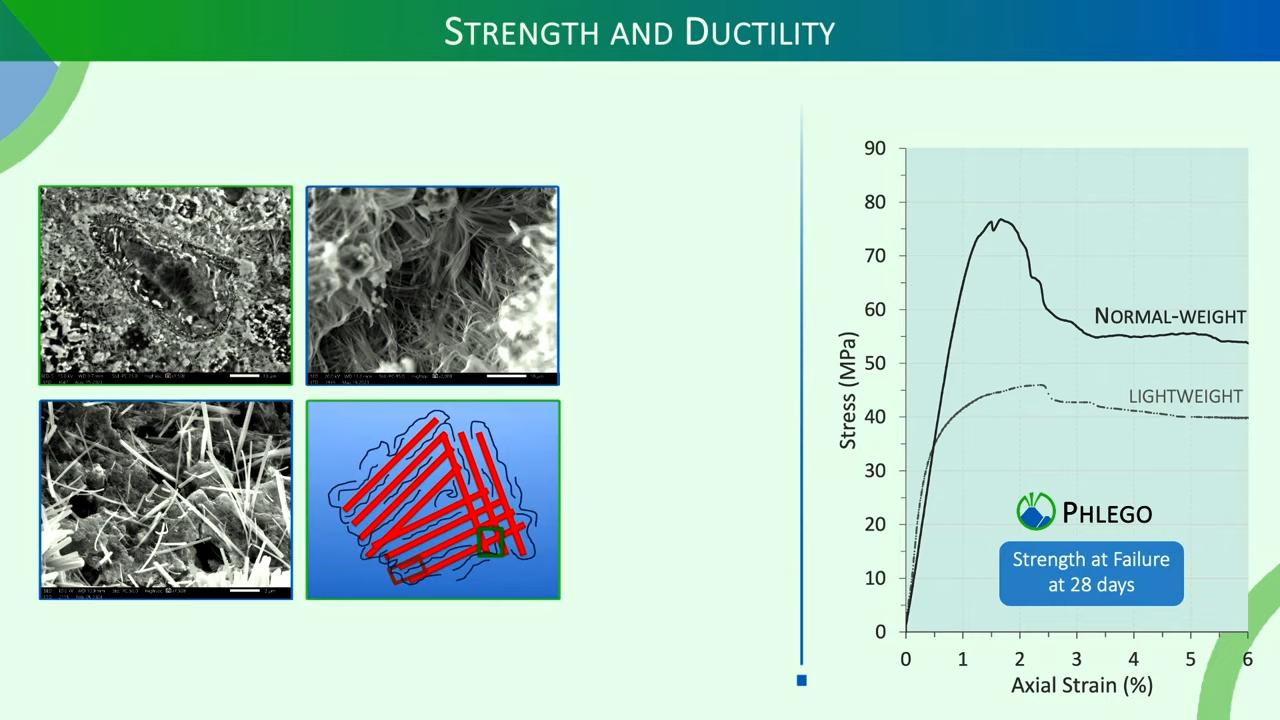 STRENGTH AND DUCTILITY
90
80
70
60
50
40
30
20
10
0
Stress (MPa)
NORMAL-WEIGHT
LIGHTWEIGHT
PHLEGO
Strength at Failure
at 28 days
0 1 2 3 4 5 6
Axial Strain (%)